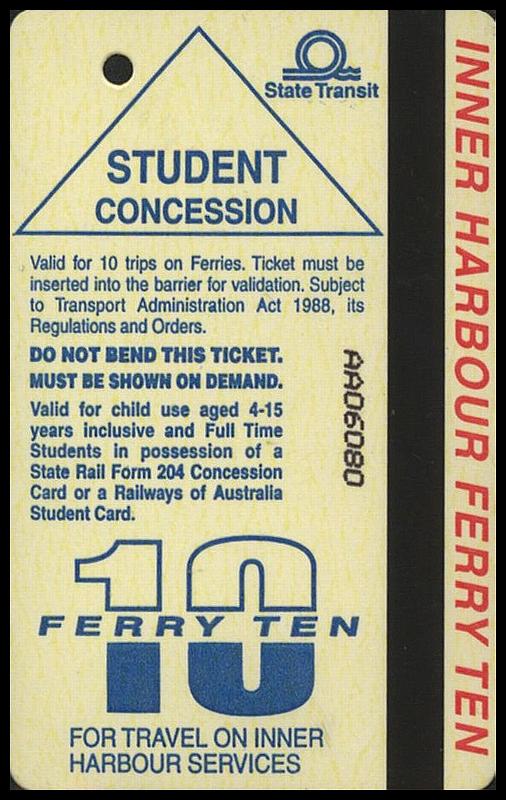 State Transit
STUDENT
CONCESSION
Valid for 10 trips on Ferries. Ticket must be
inserted into the barrier for validation. Subject
to Transport Administration Act 1988, its
Regulations and Orders.
DO NOT BEND THIS TICKET.
MUST BE SHOWN ON DEMAND.
Valid for child use aged 4-15
years inclusive and Full Time
Students in possession of a
State Rail Form 204 Concession
Card or a Railways of Australia
Student Card.
AA06080
10
FERRY TEN
FOR TRAVEL ON INNER
HARBOUR SERVICES
INNER HARBOUR FERRY TEN